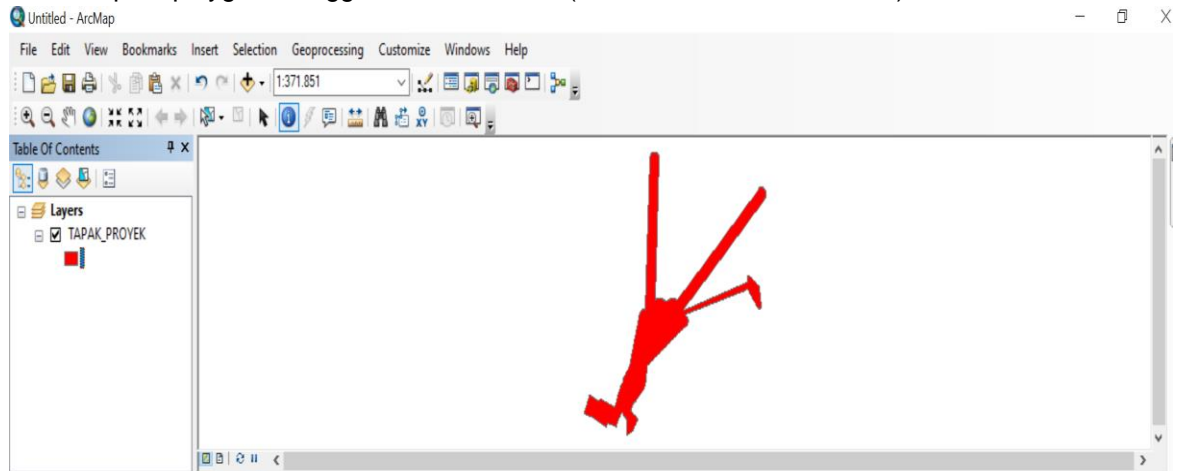 Untitled - ArcMap
File Edit View Bookmarks Insert Selection Geoprocessing Customize Windows Help
1:371.851
Table Of Contents
Layers
TAPAK_PROYEK